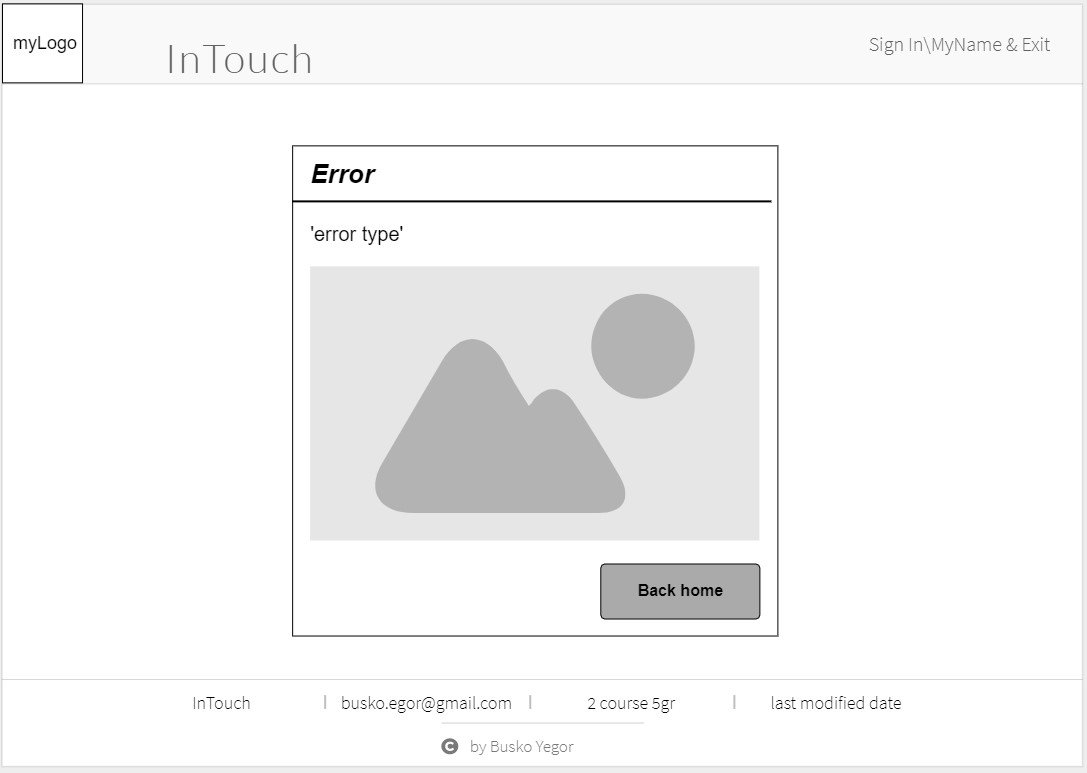 myLogo
InTouch
Sign In\MyName & Exit
Error
'error type'
Back home
InTouch | busko.egor@gmail.com | 2 course 5gr | last modified date
© by Busko Yegor